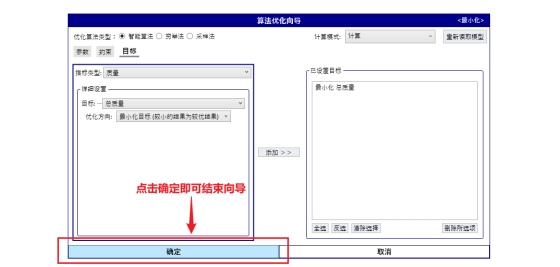 算法优化向导 <最小化>
优化算法类型: 智能算法 穷举法 采样法 计算模式: 计算 重新读取模型
参数 约束 目标
指标类型: 质量
详细设置
目标: 总质量
优化方向: 最小化目标 (较小的结果为较优结果)
添加 >>
已设置目标
最小化 总质量
点击确定即可结束向导
全选 反选 清除选择 删除所选项
确定 取消